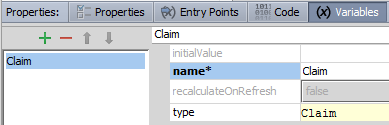 Properties: Properties Entry Points Code (x) Variables
Claim
Claim
initialValue
name* Claim
recalculateOnRefresh false
type Claim